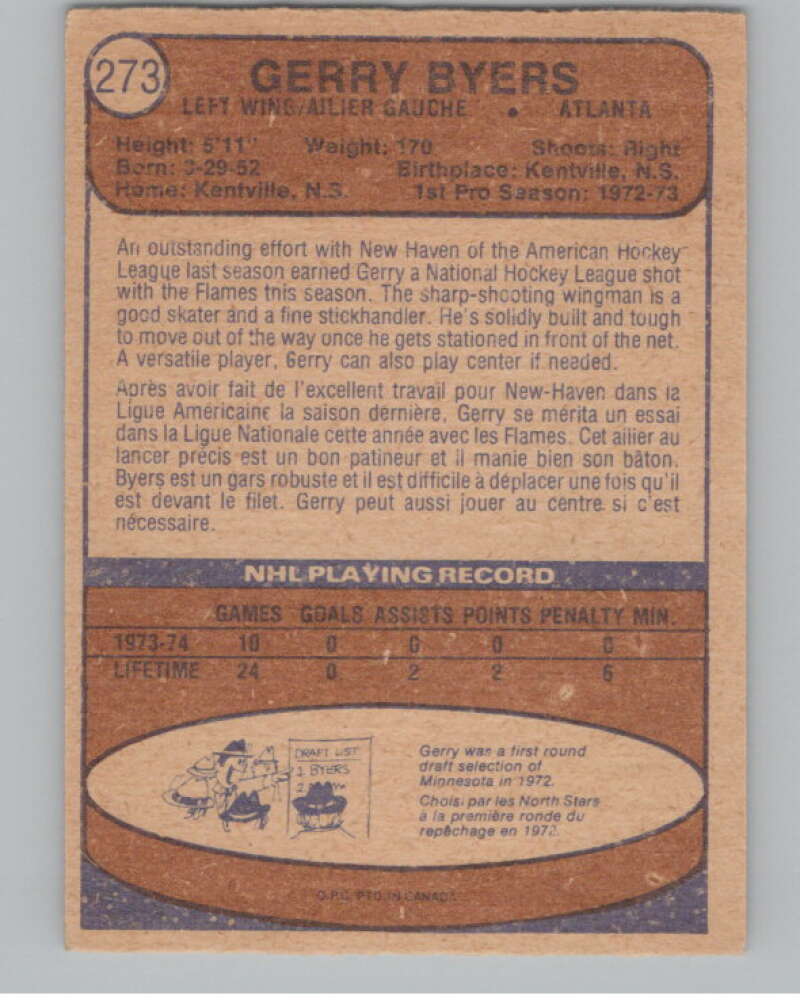 273
GERRY BYERS
LEFT WING/AILIER GAUCHE • ATLANTA
Height: 5'11" Weight: 170 Shoots: Right
Born: 3-29-52 Birthplace: Kentville, N.S.
Home: Kentville, N.S. 1st Pro Season: 1972-73
An outstanding effort with New Haven of the American Hockey
League last season earned Gerry a National Hockey League shot
with the Flames this season. The sharp-shooting wingman is a
good skater and a fine stickhandler. He's solidly built and tough
to move out of the way once he gets stationed in front of the net.
A versatile player, Gerry can also play center if needed.
Après avoir fait de l'excellent travail pour New-Haven dans la
Ligue Américaine la saison dernière, Gerry se mérita un essai
dans la Ligue Nationale cette année avec les Flames. Cet ailier au
lancer précis est un bon patineur et il manie bien son bâton.
Byers est un gars robuste et il est difficile à déplacer une fois qu'il
est devant le filet. Gerry peut aussi jouer au centre si c'est
nécessaire.
NHL PLAYING RECORD
GAMES GOALS ASSISTS POINTS PENALTY MIN.
1973-74 10 0 0 0 0
LIFETIME 24 0 2 2 6
DRAFT LIST
1 BYERS
2
Gerry was a first round
draft selection of
Minnesota in 1972.
Choisi par les North Stars
à la première ronde du
repêchage en 1972.
O.P.C. PTD. IN CANADA